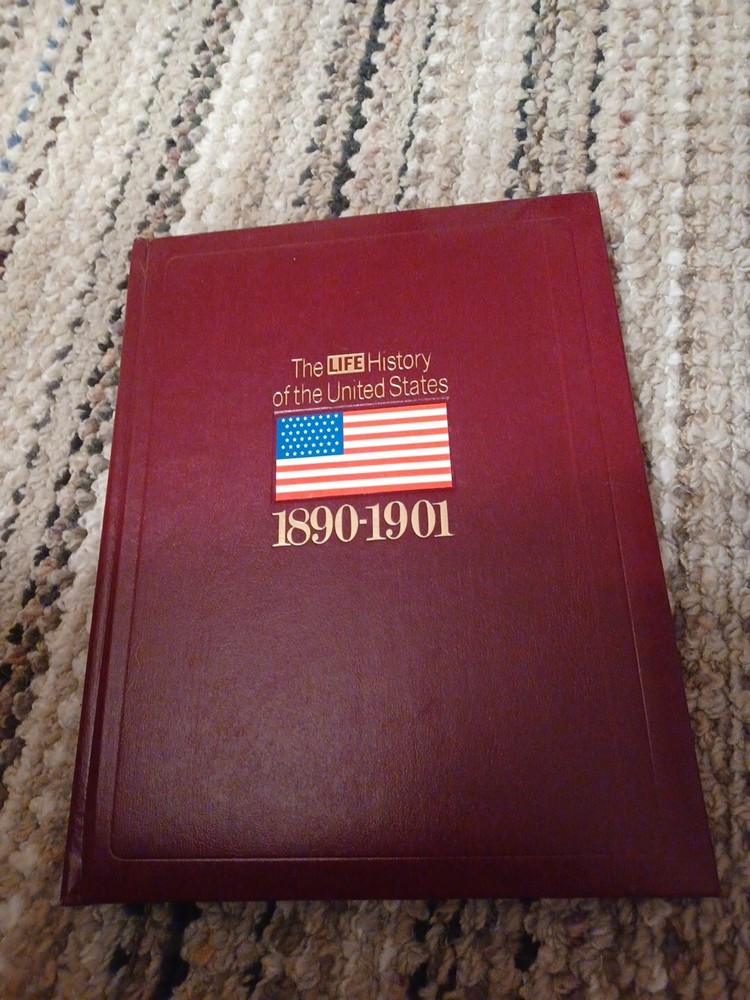 The LIFE History
of the United States
1890-1901